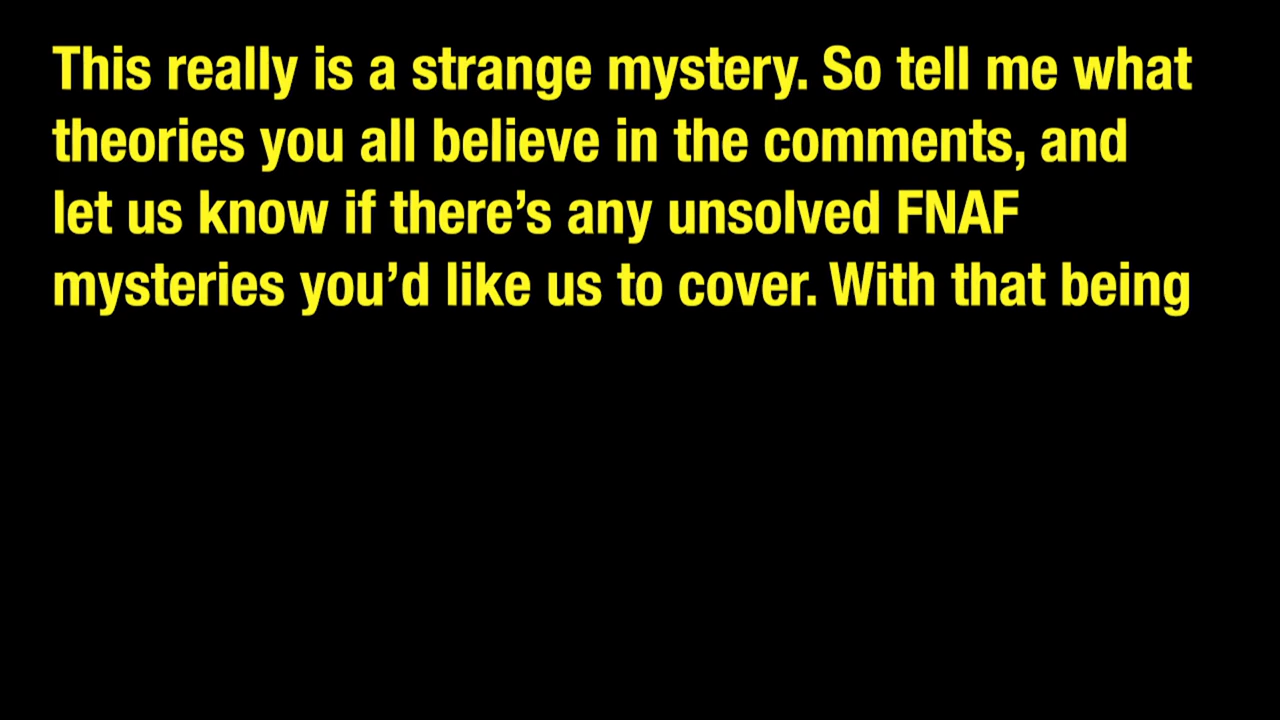 This really is a strange mystery. So tell me what
theories you all believe in the comments, and
let us know if there’s any unsolved FNAF
mysteries you’d like us to cover. With that being